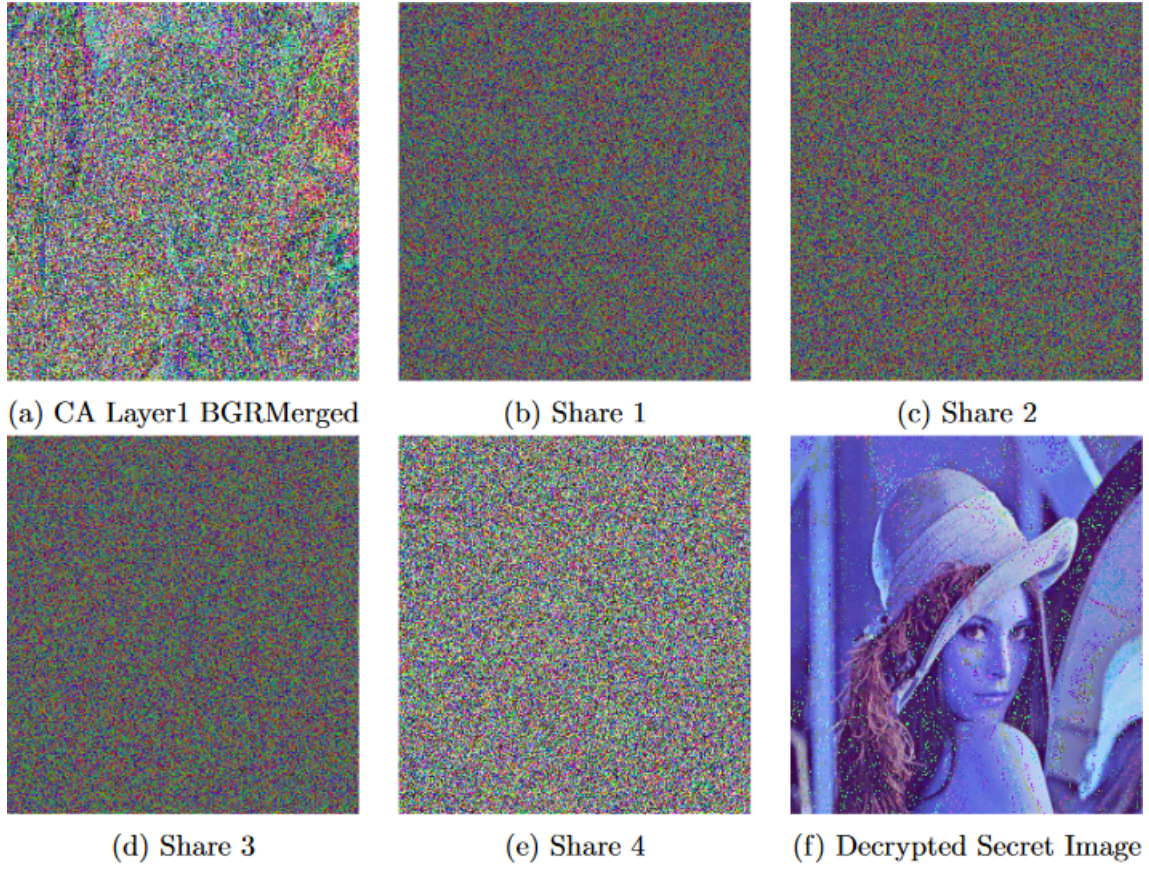 (a) CA Layer1 BGRMerged
(b) Share 1
(c) Share 2
(d) Share 3
(e) Share 4
(f) Decrypted Secret Image